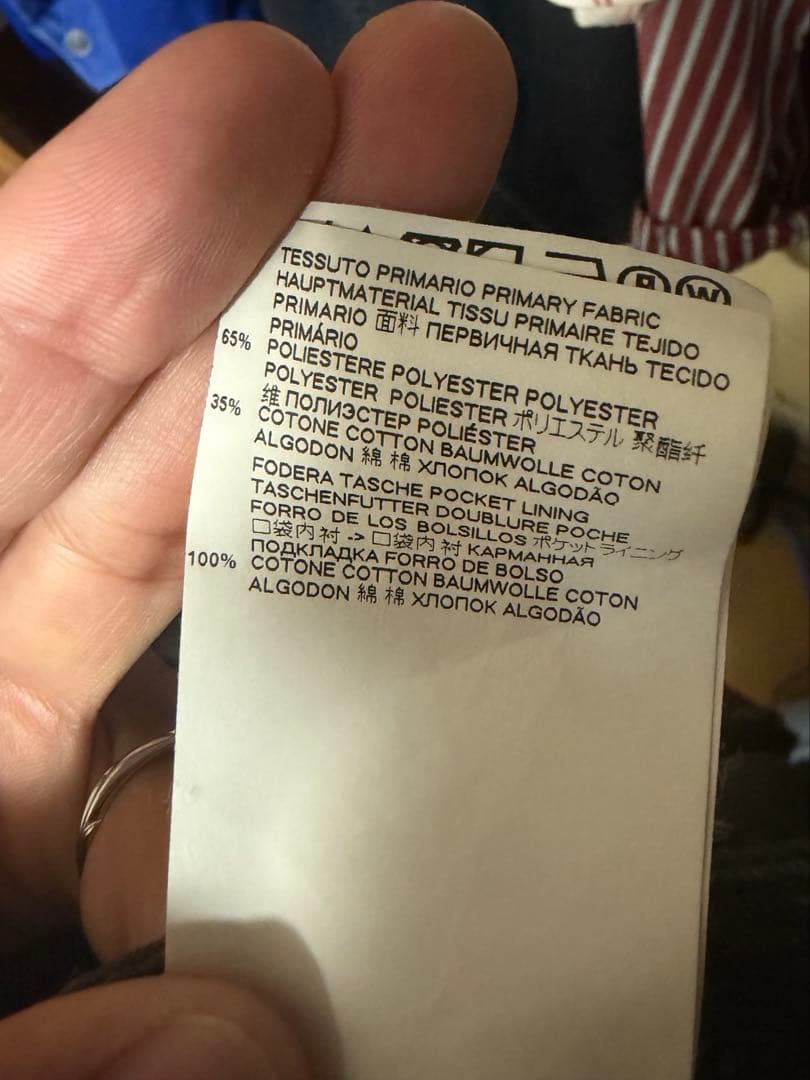 TESSUTO PRIMARIO PRIMARY FABRIC
HAUPTMATERIAL TISSU PRIMAIRE TEJIDO
PRIMARIO 面料 ПЕРВИЧНАЯ ТКАНЬ TECIDO
PRIMÁRIO
65% POLIESTERE POLYESTER POLYESTER
POLYESTER POLIESTER ポリエステル 聚酯纤
维 ПОЛИЭСТЕР POLIÉSTER
35% COTONE COTTON BAUMWOLLE COTON
ALGODON 綿 棉 ХЛОПОК ALGODÃO
FODERA TASCHE POCKET LINING
TASCHENFUTTER DOUBLURE POCHE
FORRO DE LOS BOLSILLOS ポケットライニング
口袋内衬 -> 口袋内衬 КАРМАННАЯ
ПОДКЛАДКА FORRO DE BOLSO
100% COTONE COTTON BAUMWOLLE COTON
ALGODON 綿 棉 ХЛОПОК ALGODÃO